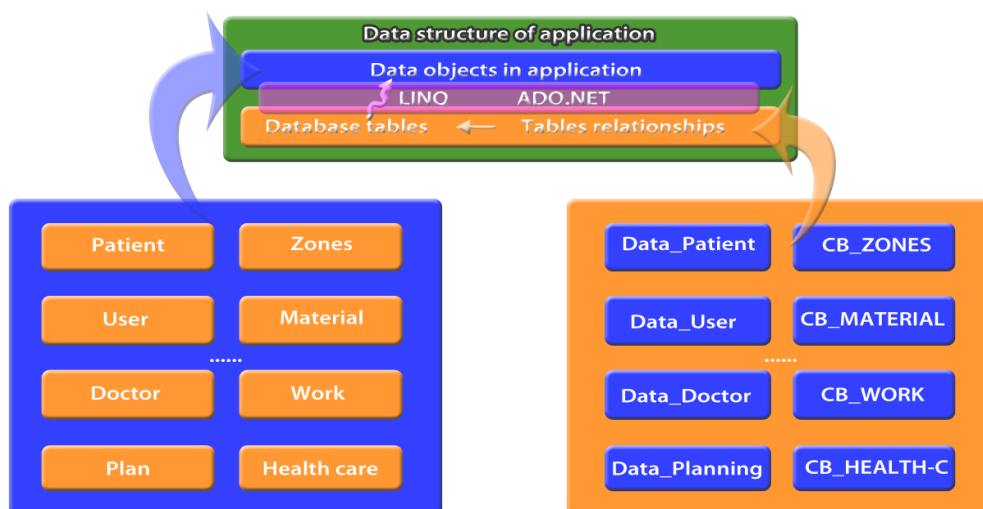 Data structure of application
Data objects in application
LINQ ADO.NET
Database tables Tables relationships
Patient Zones
User Material
......
Doctor Work
Plan Health care
Data_Patient CB_ZONES
Data_User CB_MATERIAL
......
Data_Doctor CB_WORK
Data_Planning CB_HEALTH-C